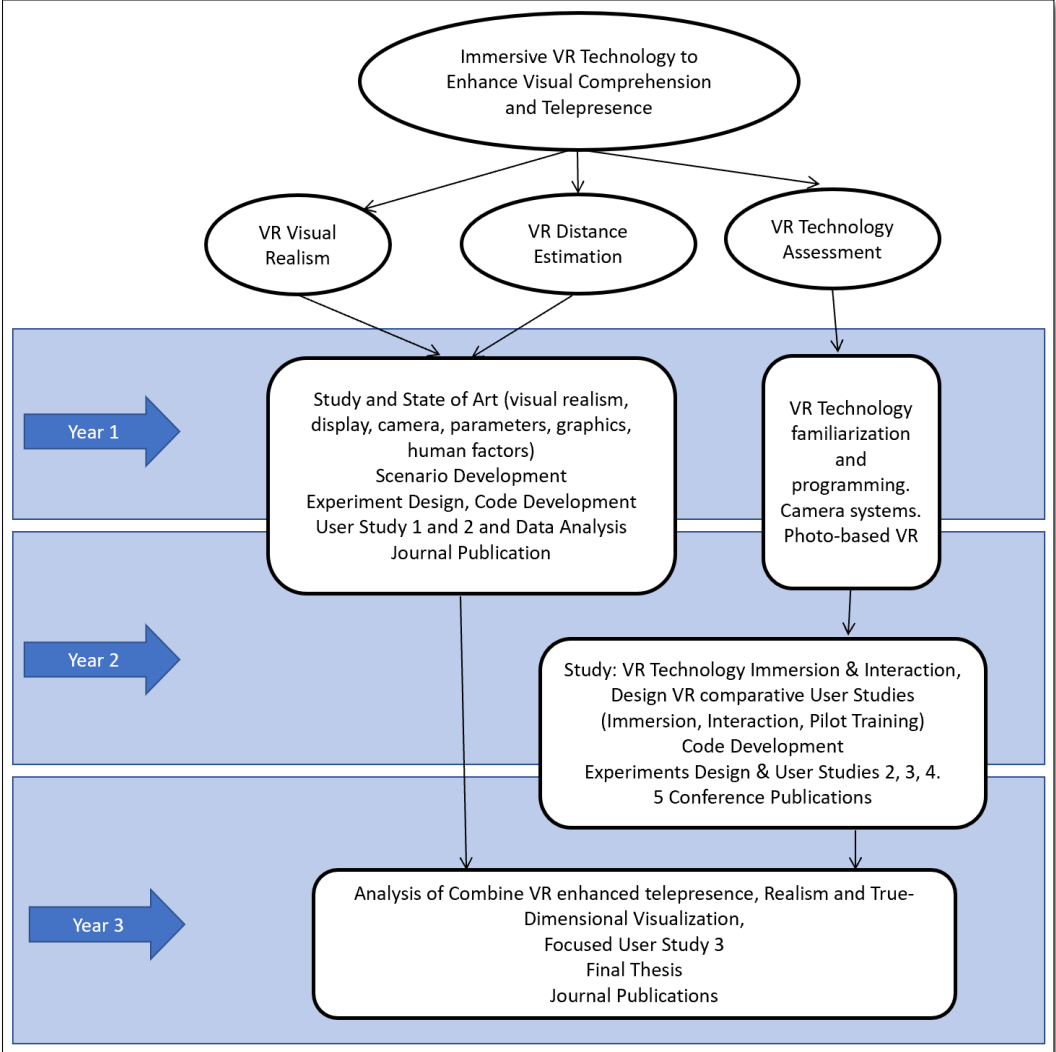 Immersive VR Technology to
Enhance Visual Comprehension
and Telepresence
VR Visual
Realism
VR Distance
Estimation
VR Technology
Assessment
Year 1
Study and State of Art (visual realism,
display, camera, parameters, graphics,
human factors)
Scenario Development
Experiment Design, Code Development
User Study 1 and 2 and Data Analysis
Journal Publication
VR Technology
familiarization
and
programming.
Camera systems.
Photo-based VR
Year 2
Study: VR Technology Immersion & Interaction,
Design VR comparative User Studies
(Immersion, Interaction, Pilot Training)
Code Development
Experiments Design & User Studies 2, 3, 4.
5 Conference Publications
Year 3
Analysis of Combine VR enhanced telepresence, Realism and True-
Dimensional Visualization,
Focused User Study 3
Final Thesis
Journal Publications